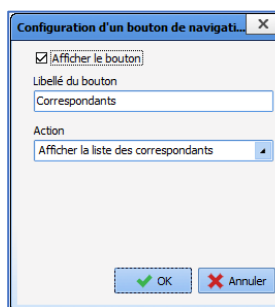 Configuration d'un bouton de navigati...
Afficher le bouton
Libellé du bouton
Correspondants
Action
Afficher la liste des correspondants
OK
Annuler